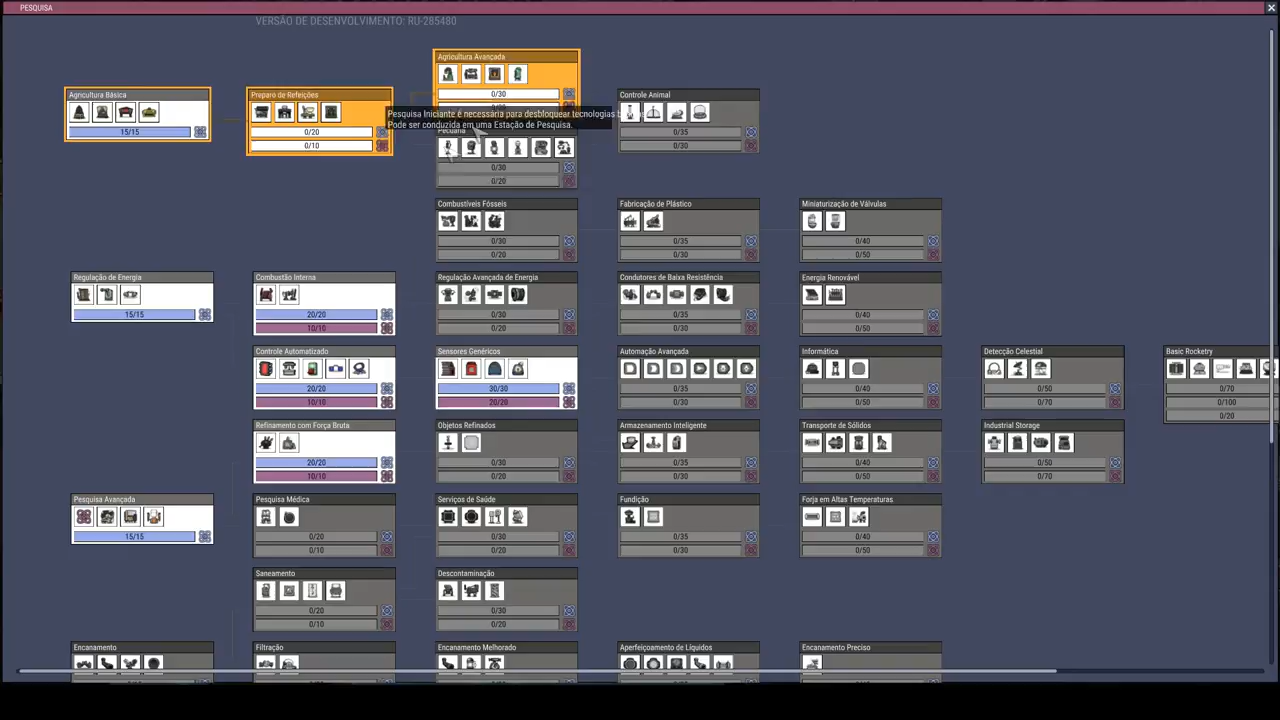 PESQUISA
VERSÃO DE DESENVOLVIMENTO: RU-285480
Agricultura Avançada
0/30
Agricultura Básica
15/15
Preparo de Refeições
0/20
0/10
Controle Animal
0/35
0/30
Pesquisa Iniciante é necessária para desbloquear tecnologias
Pode ser conduzida em uma Estação de Pesquisa.
Pecuária
0/30
0/20
Combustíveis Fósseis
0/30
0/20
Fabricação de Plástico
0/35
0/30
Miniaturização de Válvulas
0/40
0/50
Regulação de Energia
15/15
Combustão Interna
20/20
10/10
Regulação Avançada de Energia
0/30
0/20
Condutores de Baixa Resistência
0/35
0/30
Energia Renovável
0/40
0/50
Controle Automatizado
20/20
10/10
Sensores Genéricos
30/30
20/20
Automação Avançada
0/35
0/30
Informática
0/40
0/50
Detecção Celestial
0/50
0/70
Basic Rocketry
0/70
0/100
0/20
Refinamento com Força Bruta
20/20
10/10
Objetos Refinados
0/30
0/20
Armazenamento Inteligente
0/35
0/30
Transporte de Sólidos
0/40
0/50
Industrial Storage
0/50
0/70
Pesquisa Avançada
15/15
Pesquisa Médica
0/20
0/10
Serviços de Saúde
0/30
0/20
Fundição
0/35
0/30
Forja em Altas Temperaturas
0/40
0/50
Saneamento
0/20
0/10
Descontaminação
0/30
0/20
Encanamento
Filtração
Encanamento Melhorado
Aperfeiçoamento de Líquidos
Encanamento Preciso